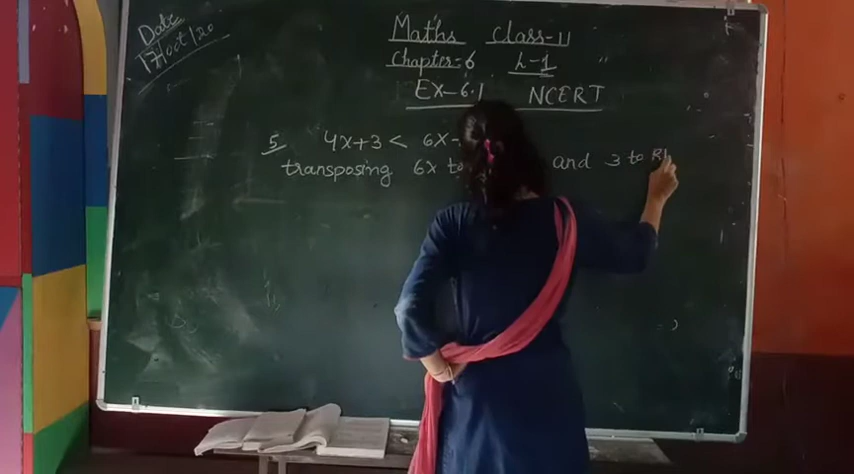 Date
17/Oct/20
Maths Class-11
Chapter-6 L-1
Ex-6.1 NCERT
5 4x+3 < 6x
transposing 6x to and 3 to RH